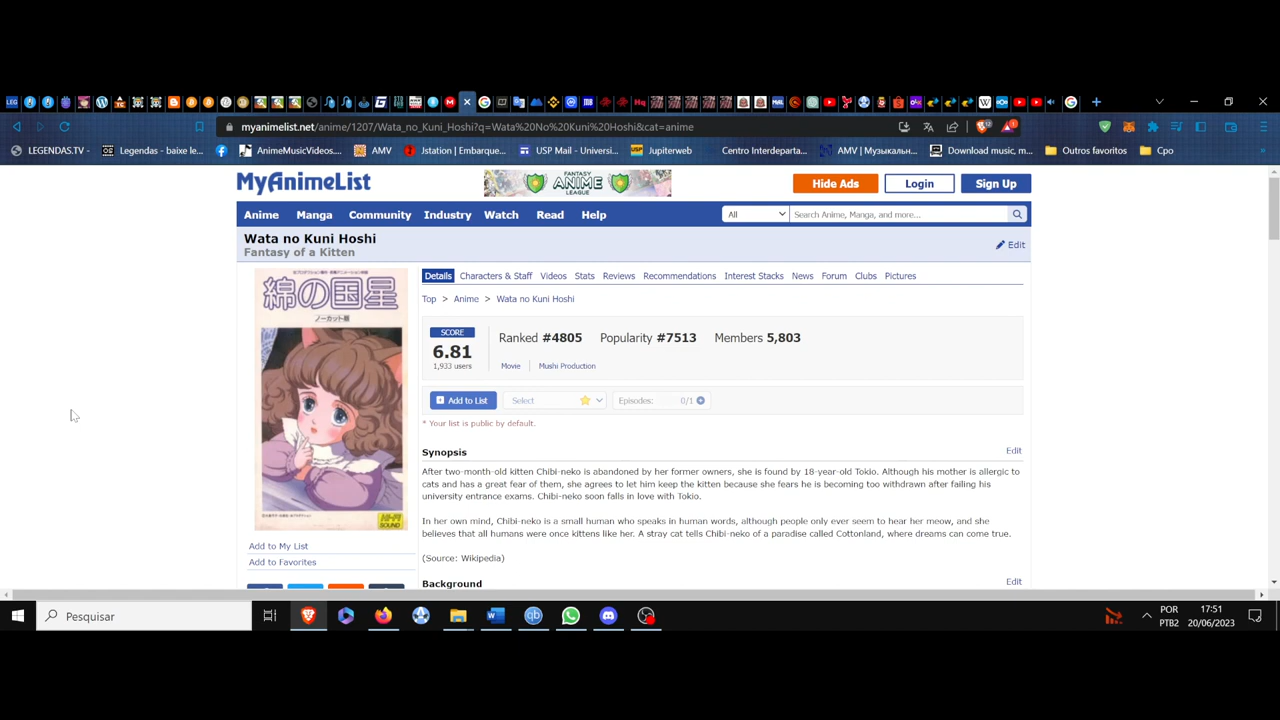 myanimelist.net/anime/1207/Wata_no_Kuni_Hoshi?q=Wata%20No%20Kuni%20Hoshi&cat=anime
LEGENDAS.TV - Legendas - baixe le... AnimeMusicVideos.... AMV Jstation | Embarque... USP Mail - Universi... Jupiterweb Centro Interdeparta... AMV | Музыкальн... Download music, m... Outros favoritos Cpo
MyAnimeList FANTASY ANIME LEAGUE Hide Ads Login Sign Up
Anime Manga Community Industry Watch Read Help All Search Anime, Manga, and more...
Wata no Kuni Hoshi
Fantasy of a Kitten Edit
綿の国星
ノーカット版
HI-FI SOUND
Details Characters & Staff Videos Stats Reviews Recommendations Interest Stacks News Forum Clubs Pictures
Top > Anime > Wata no Kuni Hoshi
SCORE
6.81
1,933 users
Ranked #4805 Popularity #7513 Members 5,803
Movie Mushi Production
Add to List Select Episodes: 0/1
* Your list is public by default.
Synopsis Edit
After two-month-old kitten Chibi-neko is abandoned by her former owners, she is found by 18-year-old Tokio. Although his mother is allergic to
cats and has a great fear of them, she agrees to let him keep the kitten because she fears he is becoming too withdrawn after failing his
university entrance exams. Chibi-neko soon falls in love with Tokio.
In her own mind, Chibi-neko is a small human who speaks in human words, although people only ever seem to hear her meow, and she
believes that all humans were once kittens like her. A stray cat tells Chibi-neko of a paradise called Cottonland, where dreams can come true.
(Source: Wikipedia)
Background Edit
Add to My List
Add to Favorites
Pesquisar
POR
PTB2
17:51
20/06/2023